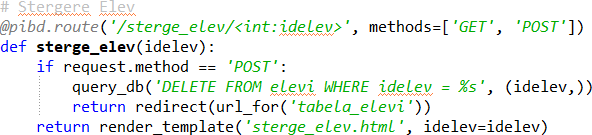 # Stergere Elev
@pibd.route('/sterge_elev/<int:idelev>', methods=['GET', 'POST'])
def sterge_elev(idelev):
    if request.method == 'POST':
        query_db('DELETE FROM elevi WHERE idelev = %s', (idelev,))
        return redirect(url_for('tabela_elevi'))
    return render_template('sterge_elev.html', idelev=idelev)